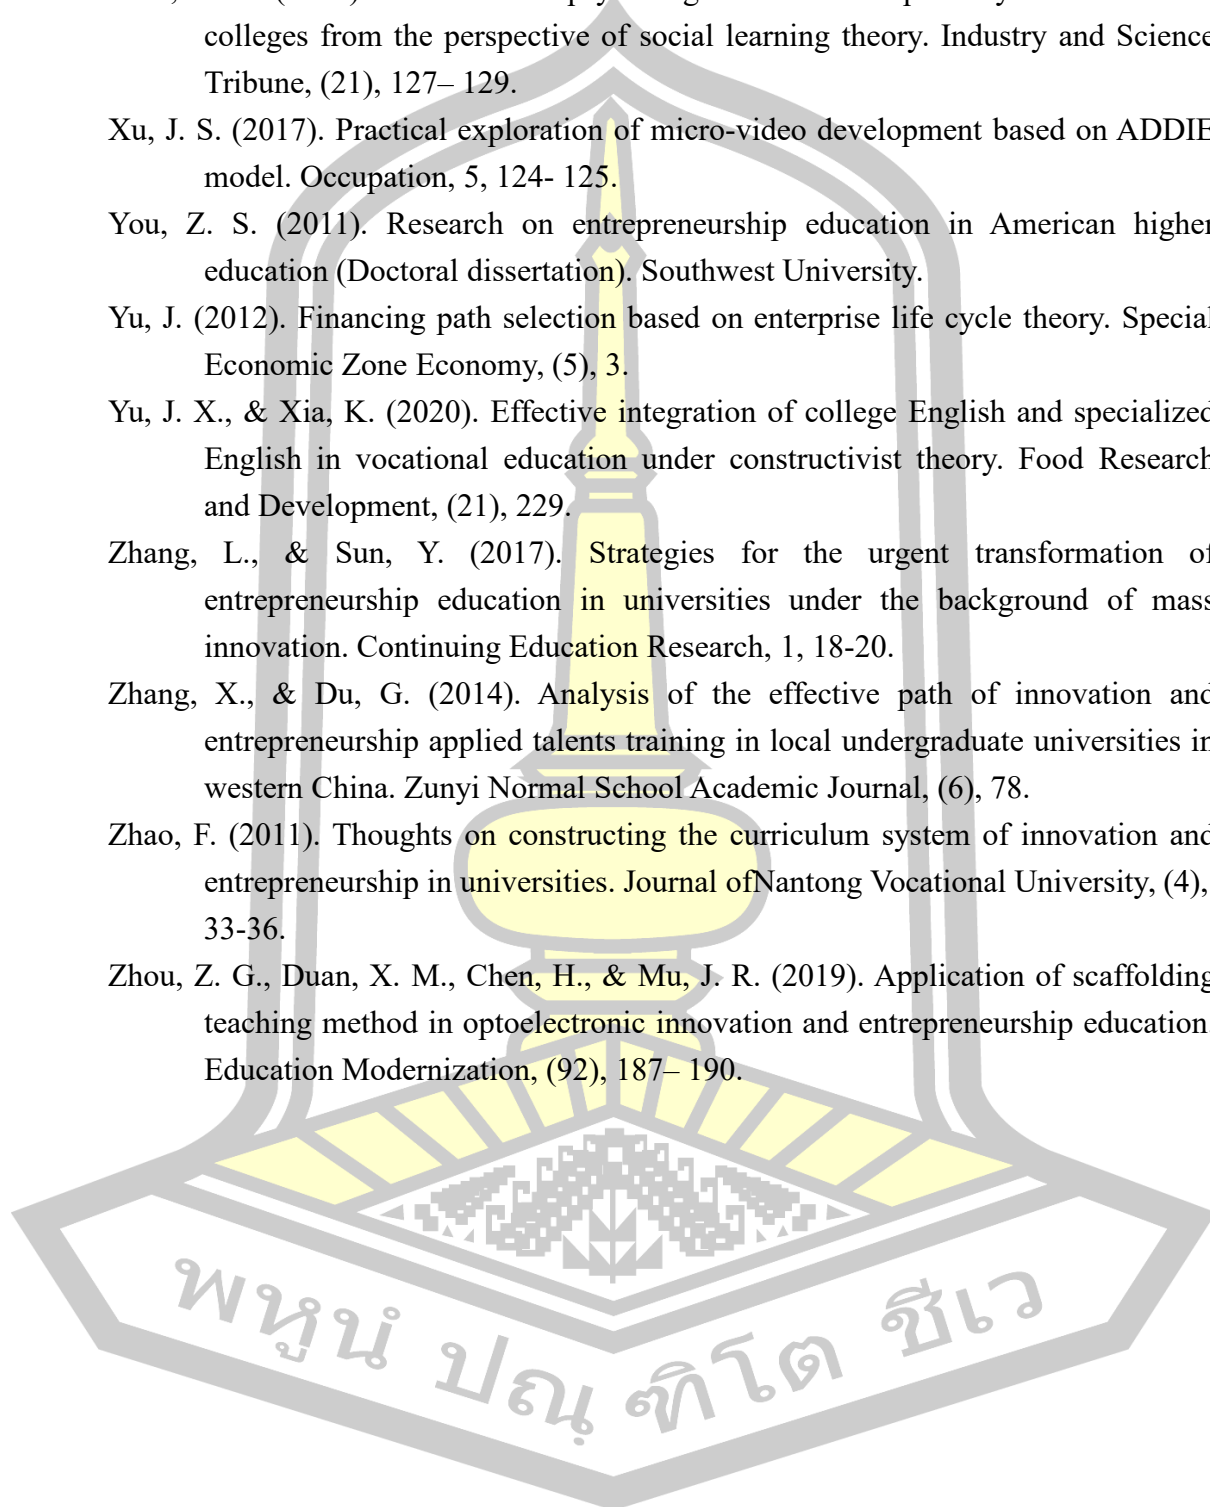 colleges from the perspective of social learning theory. Industry and Science
Tribune, (21), 127– 129.
Xu, J. S. (2017). Practical exploration of micro-video development based on ADDIE
model. Occupation, 5, 124- 125.
You, Z. S. (2011). Research on entrepreneurship education in American higher
education (Doctoral dissertation). Southwest University.
Yu, J. (2012). Financing path selection based on enterprise life cycle theory. Special
Economic Zone Economy, (5), 3.
Yu, J. X., & Xia, K. (2020). Effective integration of college English and specialized
English in vocational education under constructivist theory. Food Research
and Development, (21), 229.
Zhang, L., & Sun, Y. (2017). Strategies for the urgent transformation of
entrepreneurship education in universities under the background of mass
innovation. Continuing Education Research, 1, 18-20.
Zhang, X., & Du, G. (2014). Analysis of the effective path of innovation and
entrepreneurship applied talents training in local undergraduate universities in
western China. Zunyi Normal School Academic Journal, (6), 78.
Zhao, F. (2011). Thoughts on constructing the curriculum system of innovation and
entrepreneurship in universities. Journal ofNantong Vocational University, (4),
33-36.
Zhou, Z. G., Duan, X. M., Chen, H., & Mu, J. R. (2019). Application of scaffolding
teaching method in optoelectronic innovation and entrepreneurship education.
Education Modernization, (92), 187– 190.
พหูนํ ปณฺฑิโต ชีเว